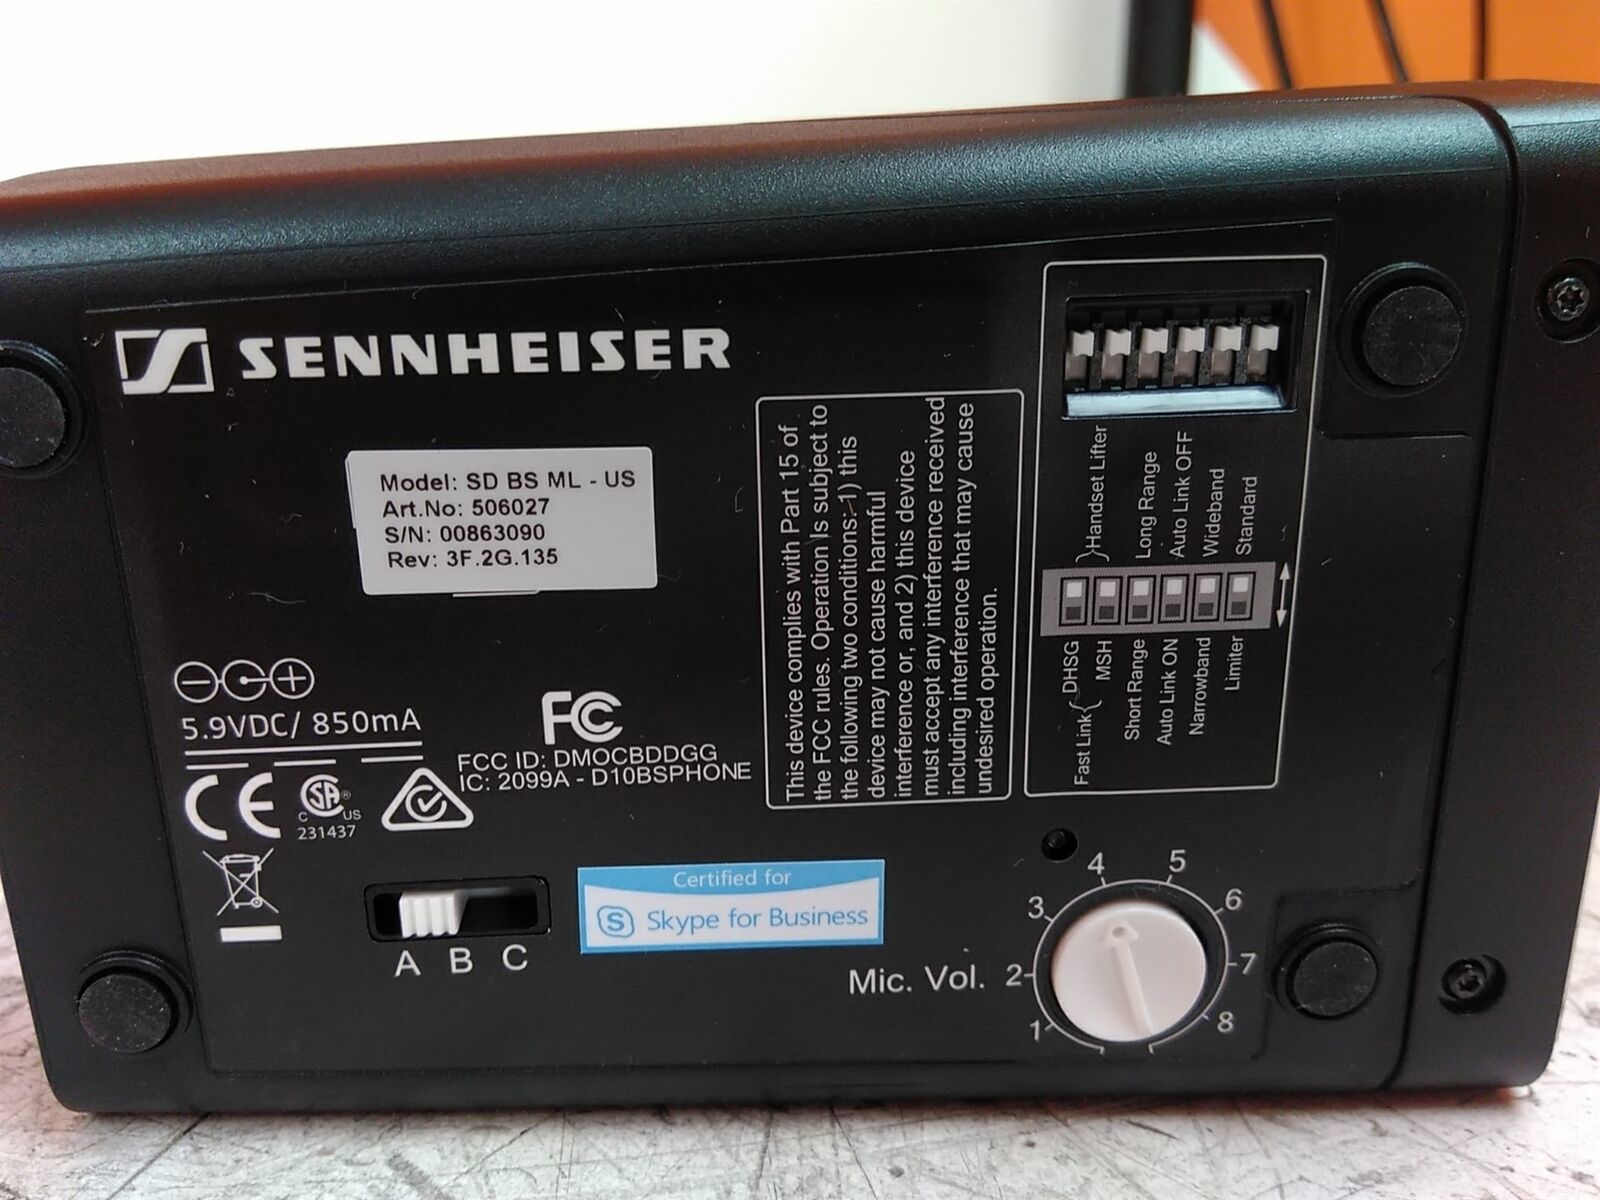 SENNHEISER
Model: SD BS ML - US
Art.No: 506027
S/N: 00863090
Rev: 3F.2G.135
5.9VDC/ 850mA
FCC ID: DMOCBDDGG
IC: 2099A - D10BSPHONE
CE
SA
C US
231437
This device complies with Part 15 of
the FCC rules. Operation Is subject to
the following two conditions: 1) this
device may not cause harmful
interference or, and 2) this device
must accept any interference received
including interference that may cause
undesired operation.
Handset Lifter
Long Range
Auto Link OFF
Wideband
Standard
Fast Link
DHSG
MSH
Short Range
Auto Link ON
Narrowband
Limiter
A B C
Certified for
S Skype for Business
Mic. Vol.
1
2
3
4
5
6
7
8